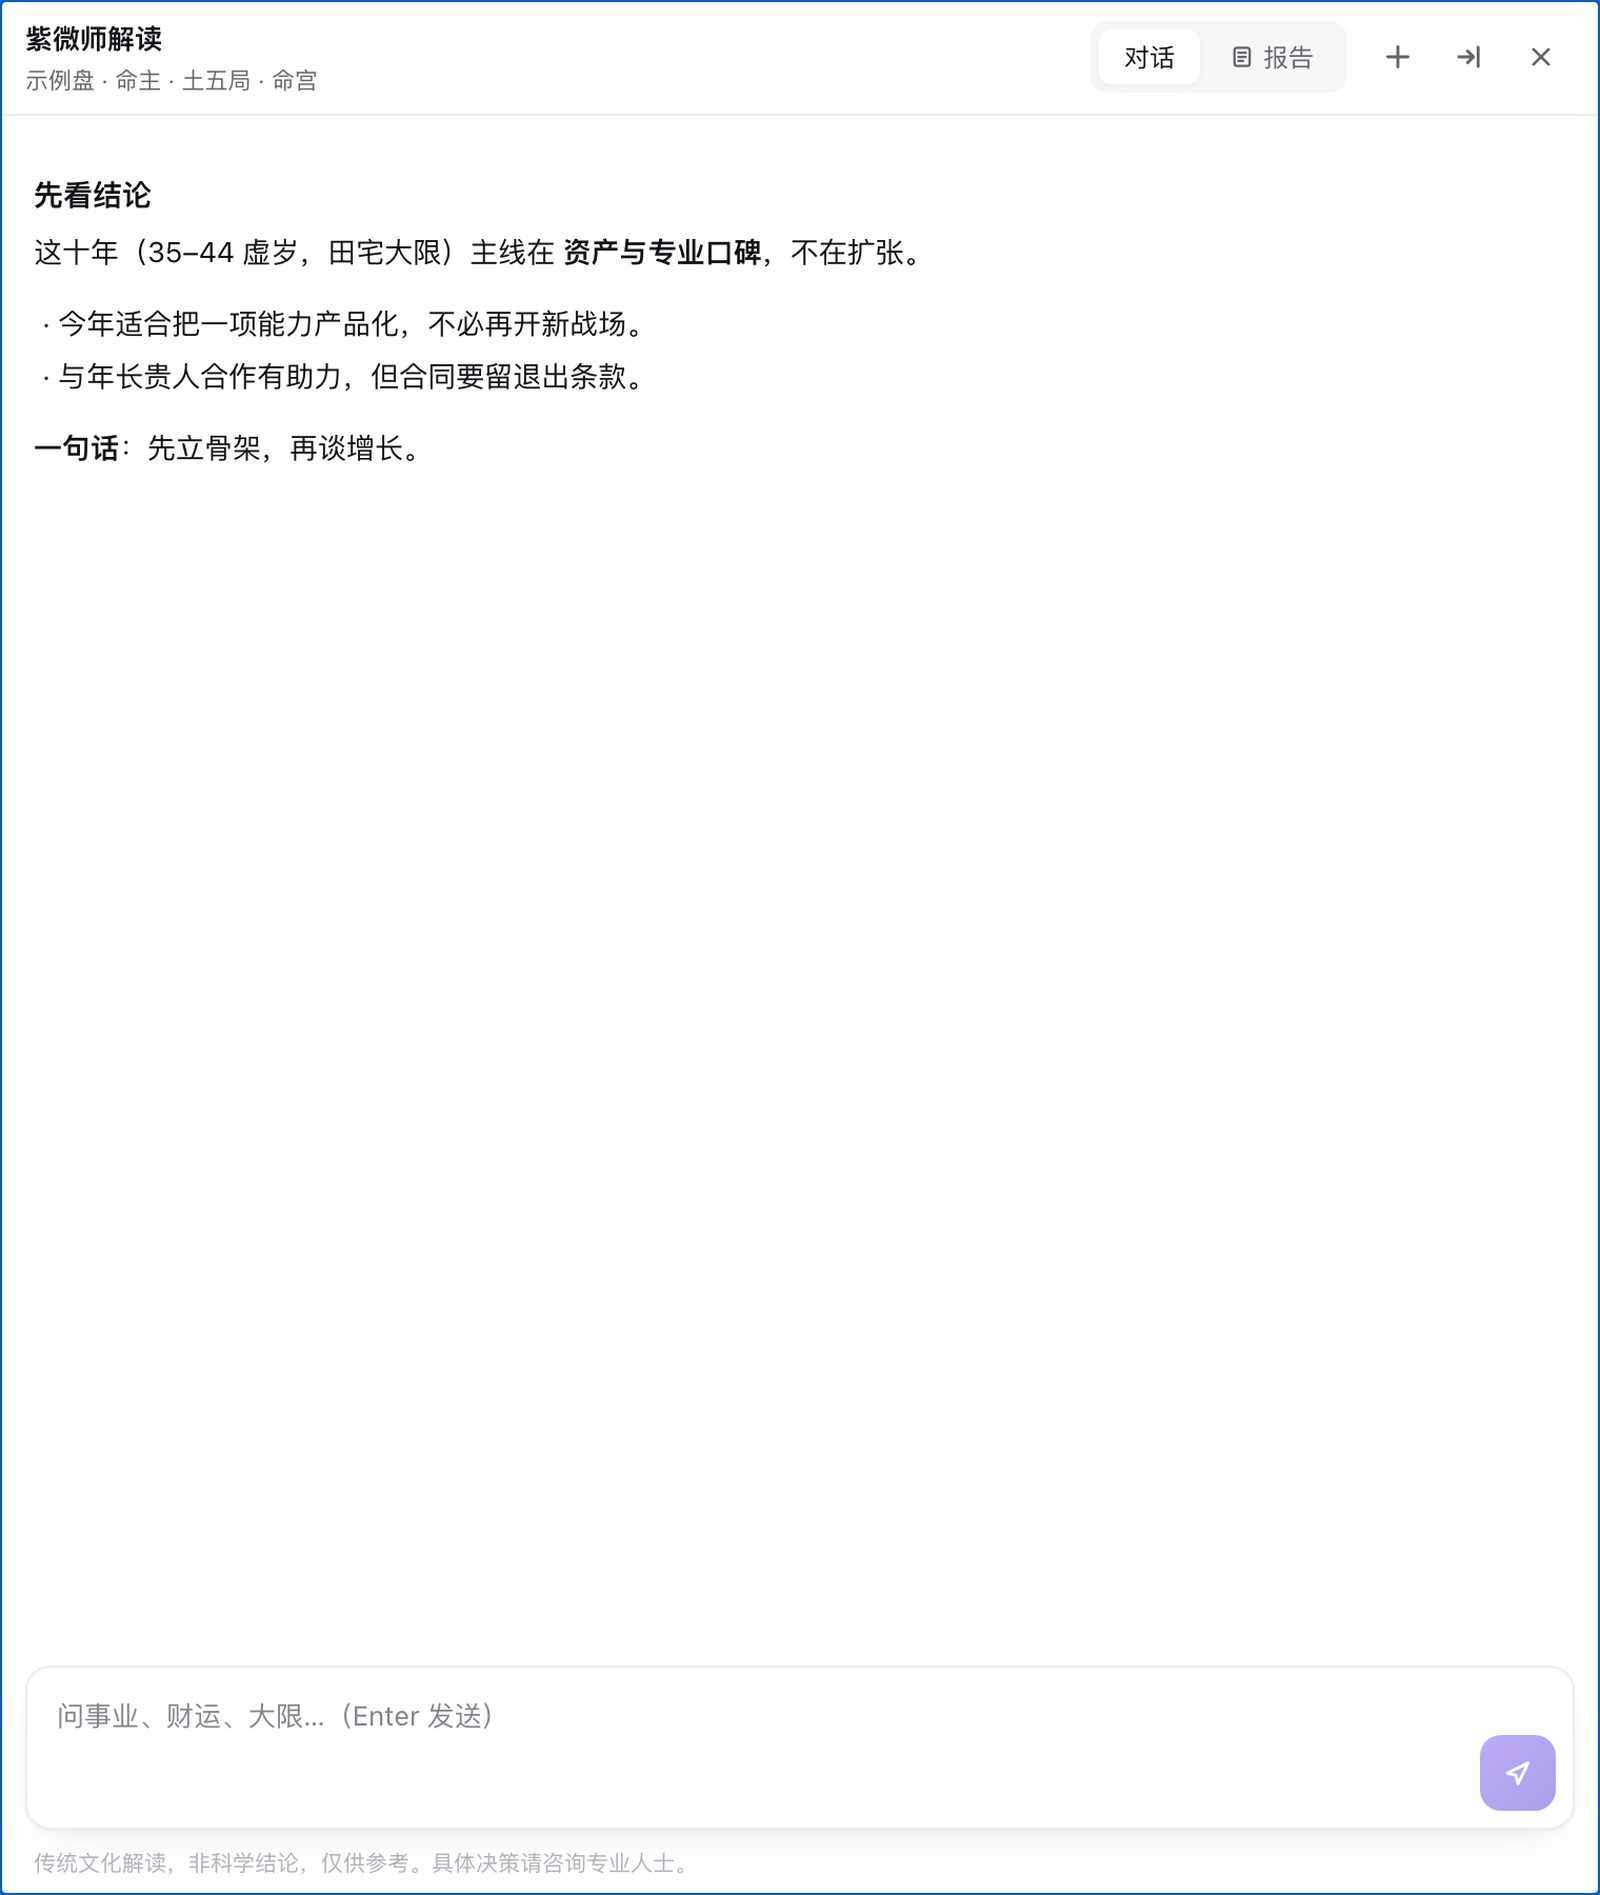 紫微师解读
示例盘 · 命主 · 土五局 · 命宫
对话
报告
先看结论
这十年（35–44 虚岁，田宅大限）主线在 资产与专业口碑，不在扩张。
· 今年适合把一项能力产品化，不必再开新战场。
· 与年长贵人合作有助力，但合同要留退出条款。
一句话：先立骨架，再谈增长。
问事业、财运、大限...（Enter 发送）
传统文化解读，非科学结论，仅供参考。具体决策请咨询专业人士。